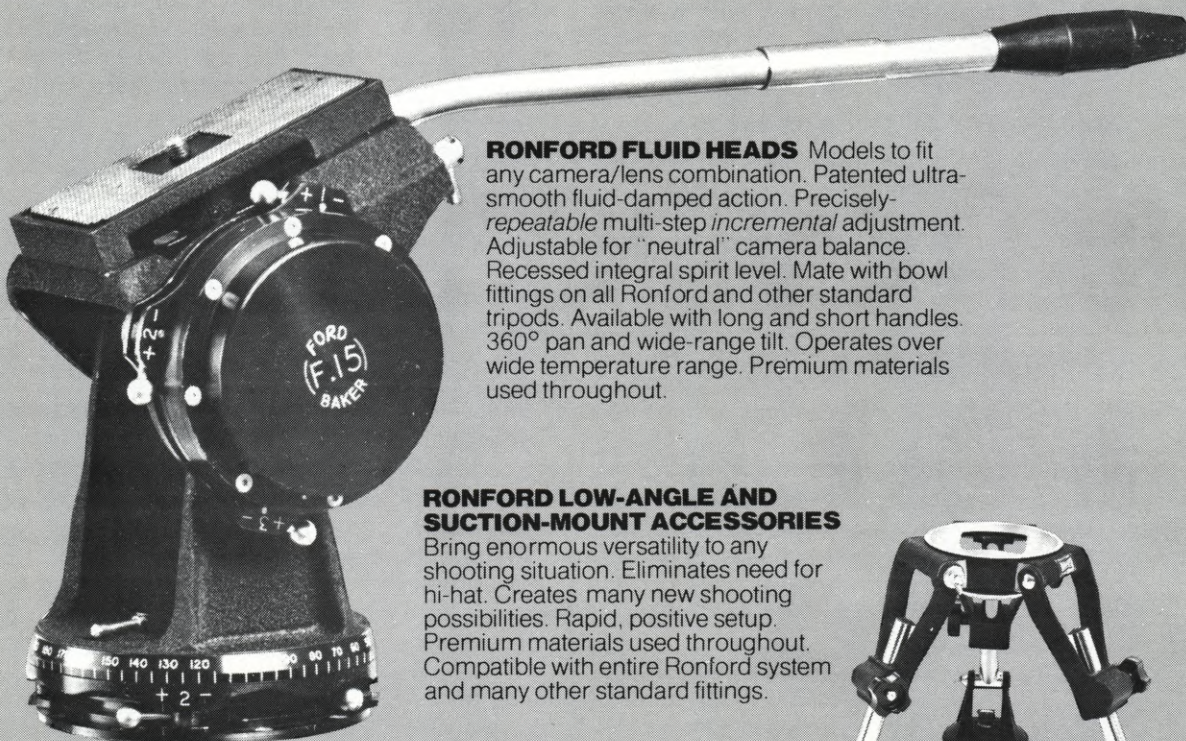 RONFORD FLUID HEADS Models to fit
any camera/lens combination. Patented ultra-
smooth fluid-damped action. Precisely-
repeatable multi-step incremental adjustment.
Adjustable for "neutral" camera balance.
Recessed integral spirit level. Mate with bowl
fittings on all Ronford and other standard
tripods. Available with long and short handles.
360° pan and wide-range tilt. Operates over
wide temperature range. Premium materials
used throughout.
+ 1 -
- 2 +
FORD
(F.15)
BAKER
- 3 +
RONFORD LOW-ANGLE AND
SUCTION-MOUNT ACCESSORIES
Bring enormous versatility to any
shooting situation. Eliminates need for
hi-hat. Creates many new shooting
possibilities. Rapid, positive setup.
Premium materials used throughout.
Compatible with entire Ronford system
and many other standard fittings.
150 140 130 120 80 70
+ 2 -